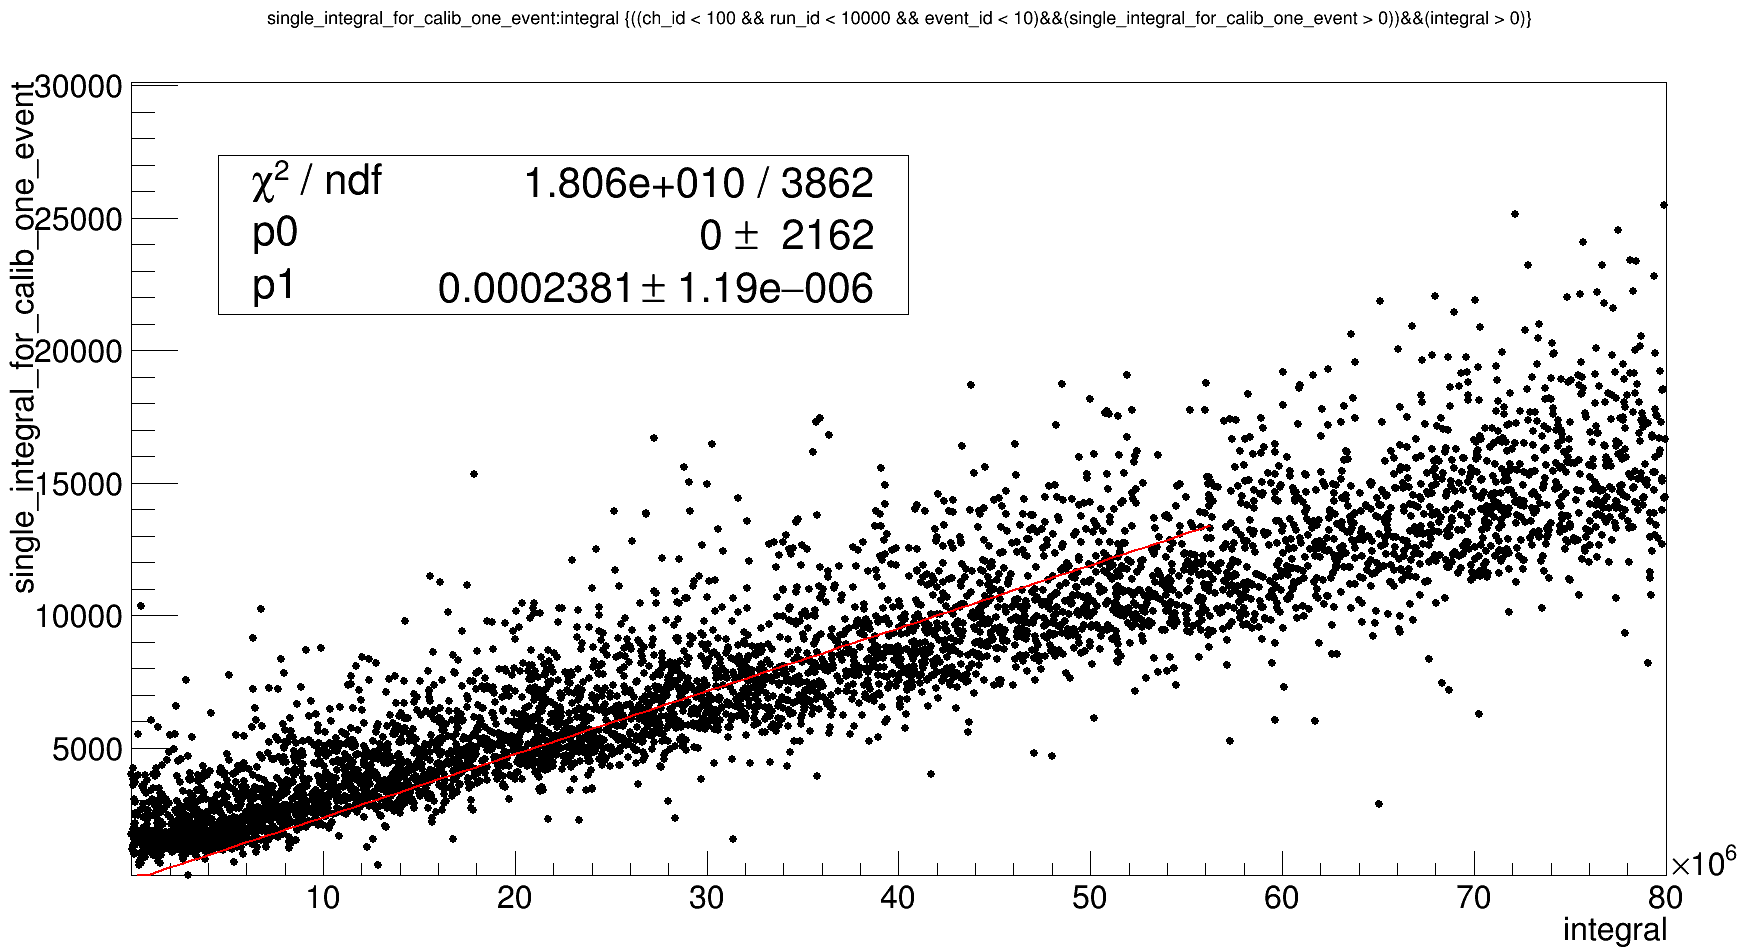 single_integral_for_calib_one_event:integral {((ch_id < 100 && run_id < 10000 && event_id < 10)&&(single_integral_for_calib_one_event > 0))&&(integral > 0)}
single_integral_for_calib_one_event
30000
25000
20000
15000
10000
5000
χ² / ndf 1.806e+010 / 3862
p0 0 ± 2162
p1 0.0002381 ± 1.19e−006
10 20 30 40 50 60 70 80
×10⁶
integral